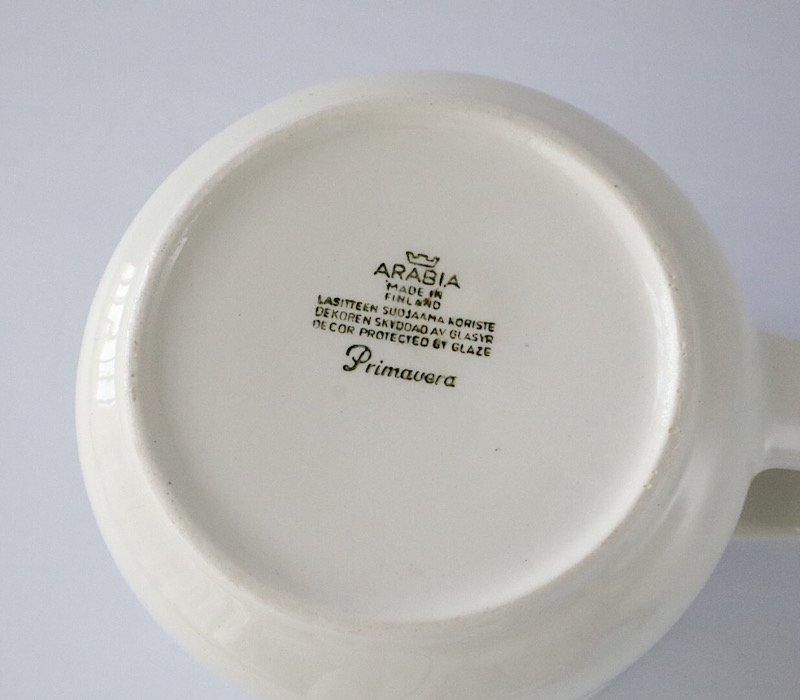 ARABIA
MADE IN
FINLAND
LASITTEEN SUOJAAMA KORISTE
DEKOREN SKYDDAD AV GLASYR
DECOR PROTECTED BY GLAZE
Primavera